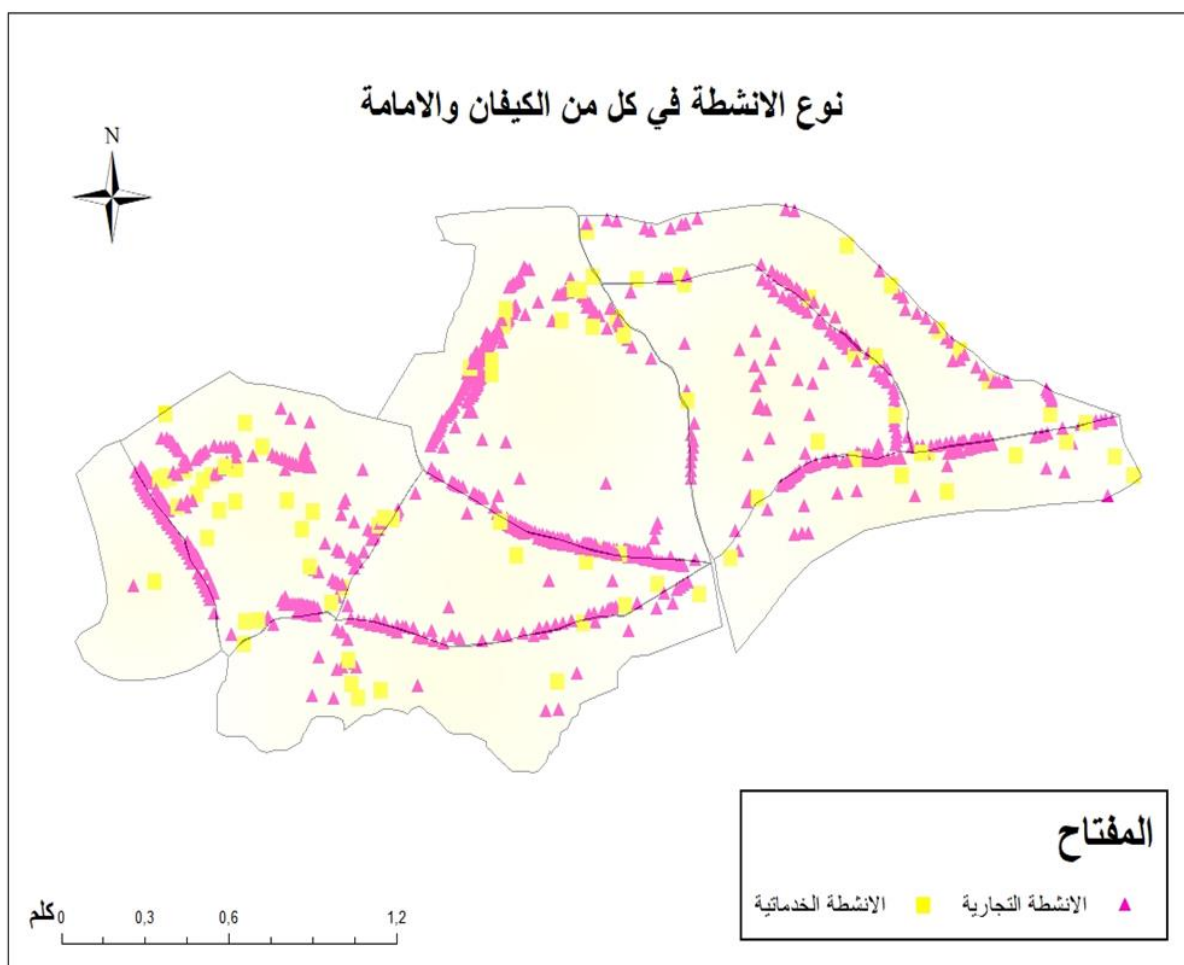 نوع الانشطة في كل من الكيفان والامامة
N
المفتاح
الانشطة التجارية
الانشطة الخدماتية
كلم 0 0,3 0,6 1,2